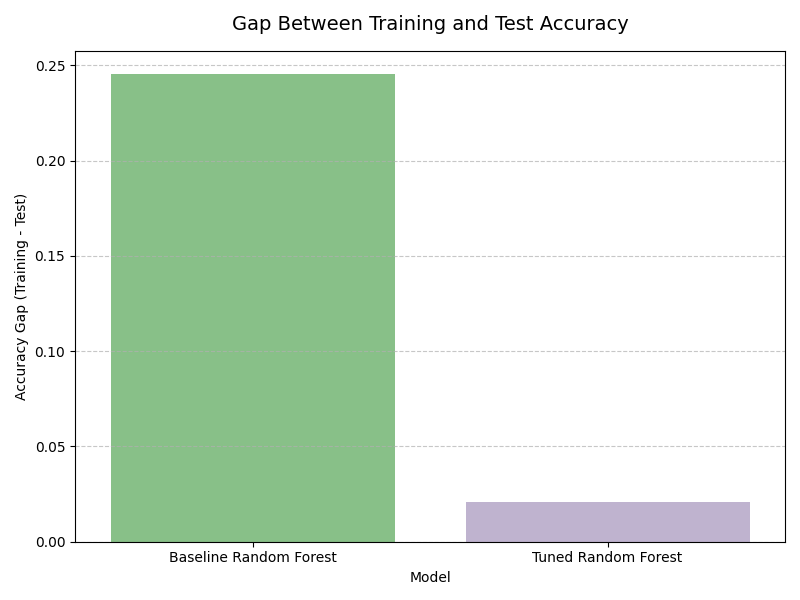 Gap Between Training and Test Accuracy
Accuracy Gap (Training - Test)
0.25
0.20
0.15
0.10
0.05
0.00
Baseline Random Forest
Tuned Random Forest
Model